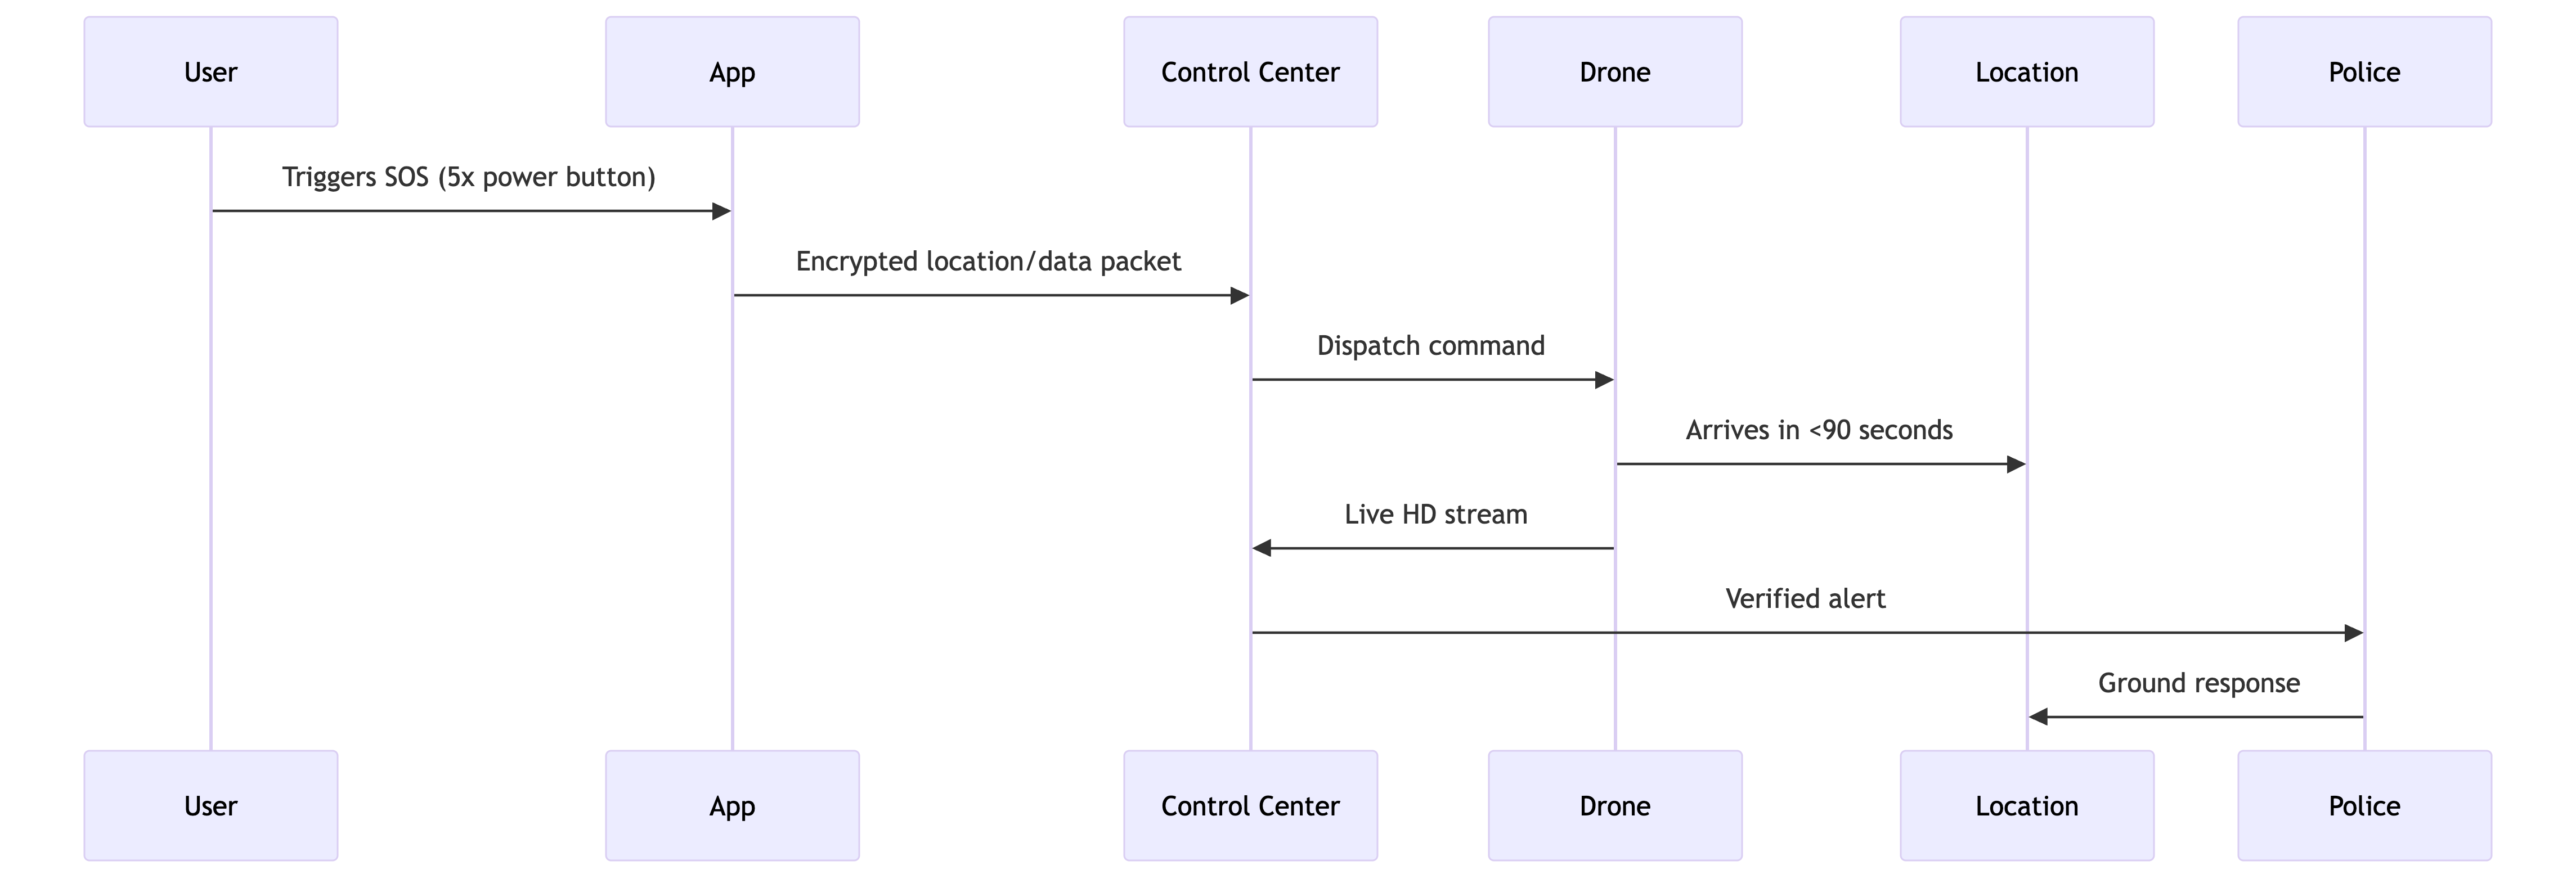 User
App
Control Center
Drone
Location
Police
Triggers SOS (5x power button)
Encrypted location/data packet
Dispatch command
Arrives in <90 seconds
Live HD stream
Verified alert
Ground response
User
App
Control Center
Drone
Location
Police